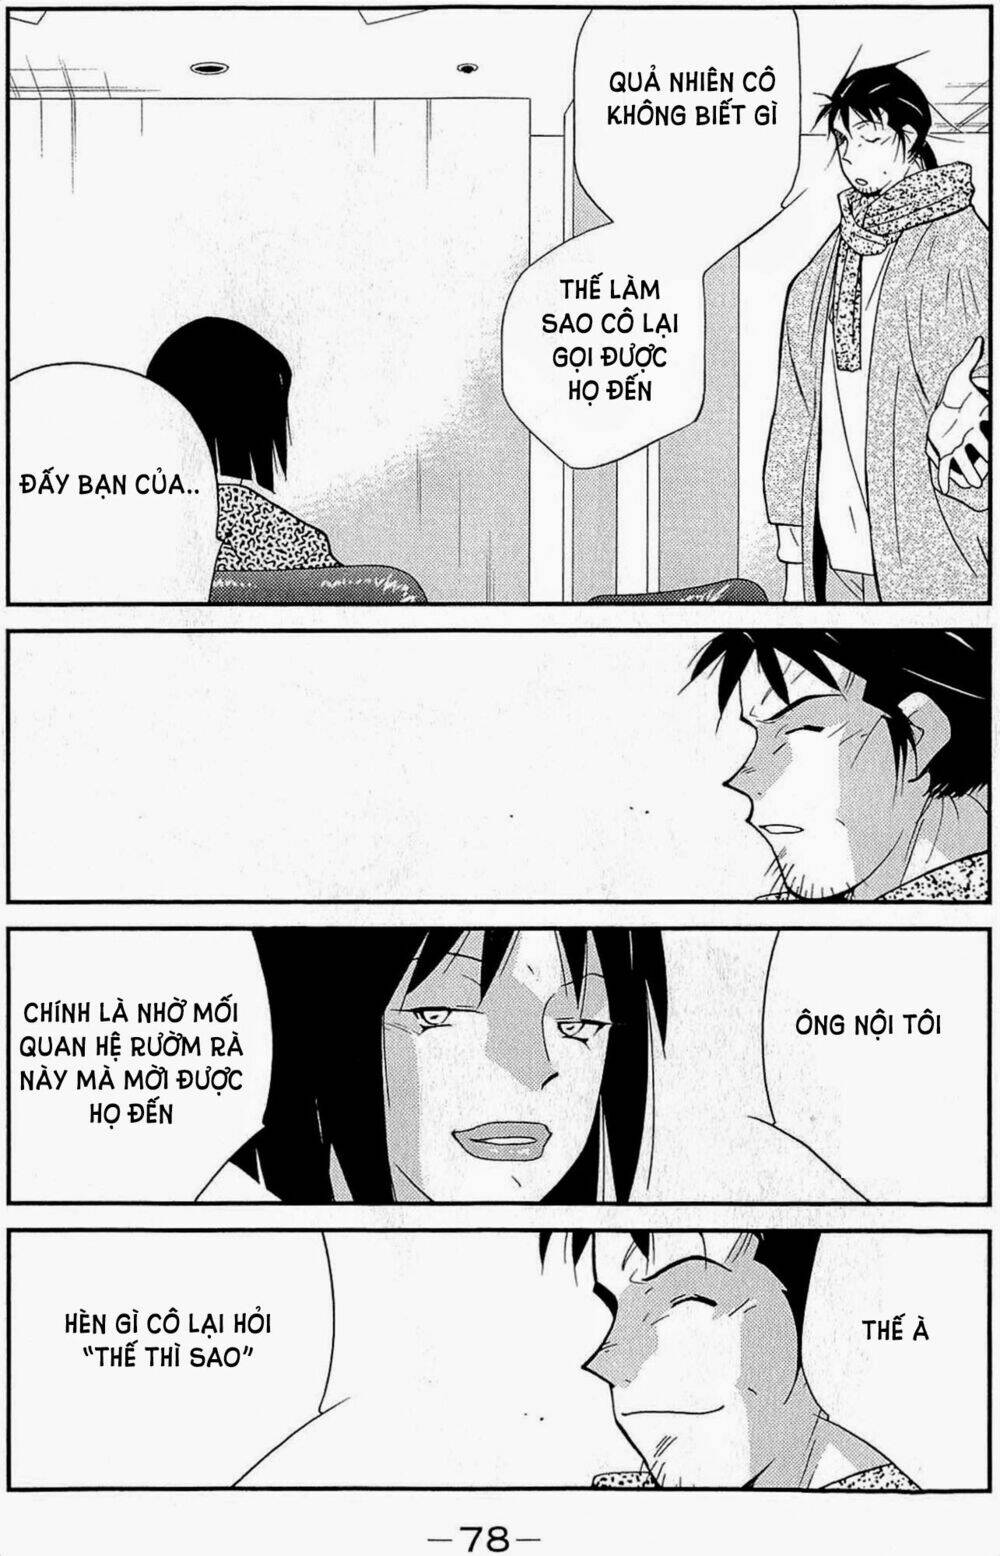 QUẢ NHIÊN CÔ
KHÔNG BIẾT GÌ
THẾ LÀM
SAO CÔ LẠI
GỌI ĐƯỢC
HỌ ĐẾN
ĐẤY BẠN CỦA..
ÔNG NỘI TÔI
CHÍNH LÀ NHỜ MỐI
QUAN HỆ RƯỜM RÀ
NÀY MÀ MỜI ĐƯỢC
HỌ ĐẾN
THẾ À
HÈN GÌ CÔ LẠI HỎI
“THẾ THÌ SAO”
—78—